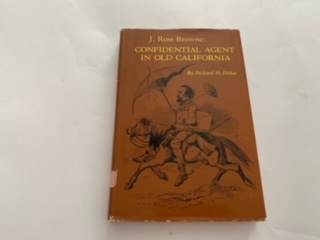 J. Ross Browne:
CONFIDENTIAL AGENT
IN OLD CALIFORNIA
By Richard H. Dillon